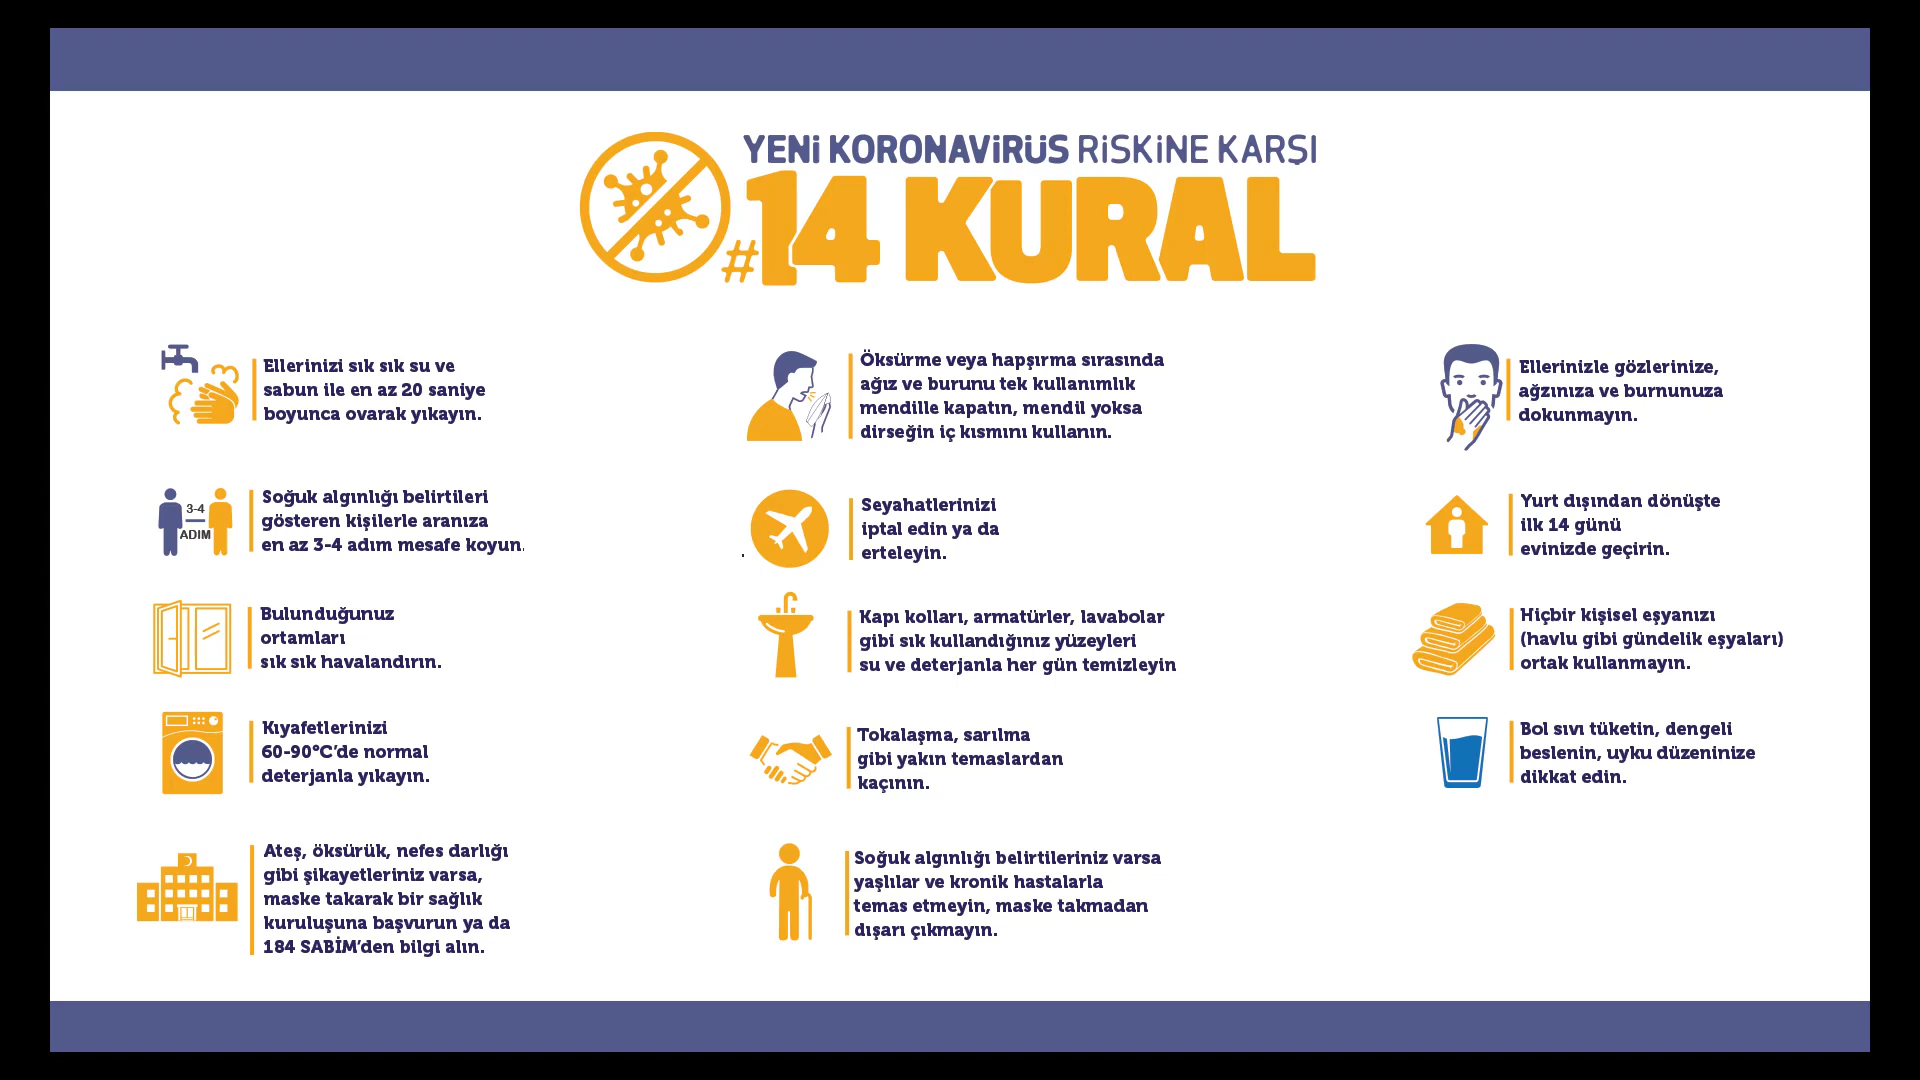 YENİ KORONAVİRÜS RİSKİNE KARŞI
#14 KURAL
Ellerinizi sık sık su ve
sabun ile en az 20 saniye
boyunca ovarak yıkayın.
Öksürme veya hapşırma sırasında
ağız ve burunu tek kullanımlık
mendille kapatın, mendil yoksa
dirseğin iç kısmını kullanın.
Ellerinizle gözlerinize,
ağzınıza ve burnunuza
dokunmayın.
3-4
ADIM
Soğuk algınlığı belirtileri
gösteren kişilerle aranıza
en az 3-4 adım mesafe koyun.
Seyahatlerinizi
iptal edin ya da
erteleyin.
Yurt dışından dönüşte
ilk 14 günü
evinizde geçirin.
Bulunduğunuz
ortamları
sık sık havalandırın.
Kapı kolları, armatürler, lavabolar
gibi sık kullandığınız yüzeyleri
su ve deterjanla her gün temizleyin
Hiçbir kişisel eşyanızı
(havlu gibi gündelik eşyaları)
ortak kullanmayın.
Kıyafetlerinizi
60-90°C’de normal
deterjanla yıkayın.
Tokalaşma, sarılma
gibi yakın temaslardan
kaçının.
Bol sıvı tüketin, dengeli
beslenin, uyku düzeninize
dikkat edin.
Ateş, öksürük, nefes darlığı
gibi şikayetleriniz varsa,
maske takarak bir sağlık
kuruluşuna başvurun ya da
184 SABİM’den bilgi alın.
Soğuk algınlığı belirtileriniz varsa
yaşlılar ve kronik hastalarla
temas etmeyin, maske takmadan
dışarı çıkmayın.